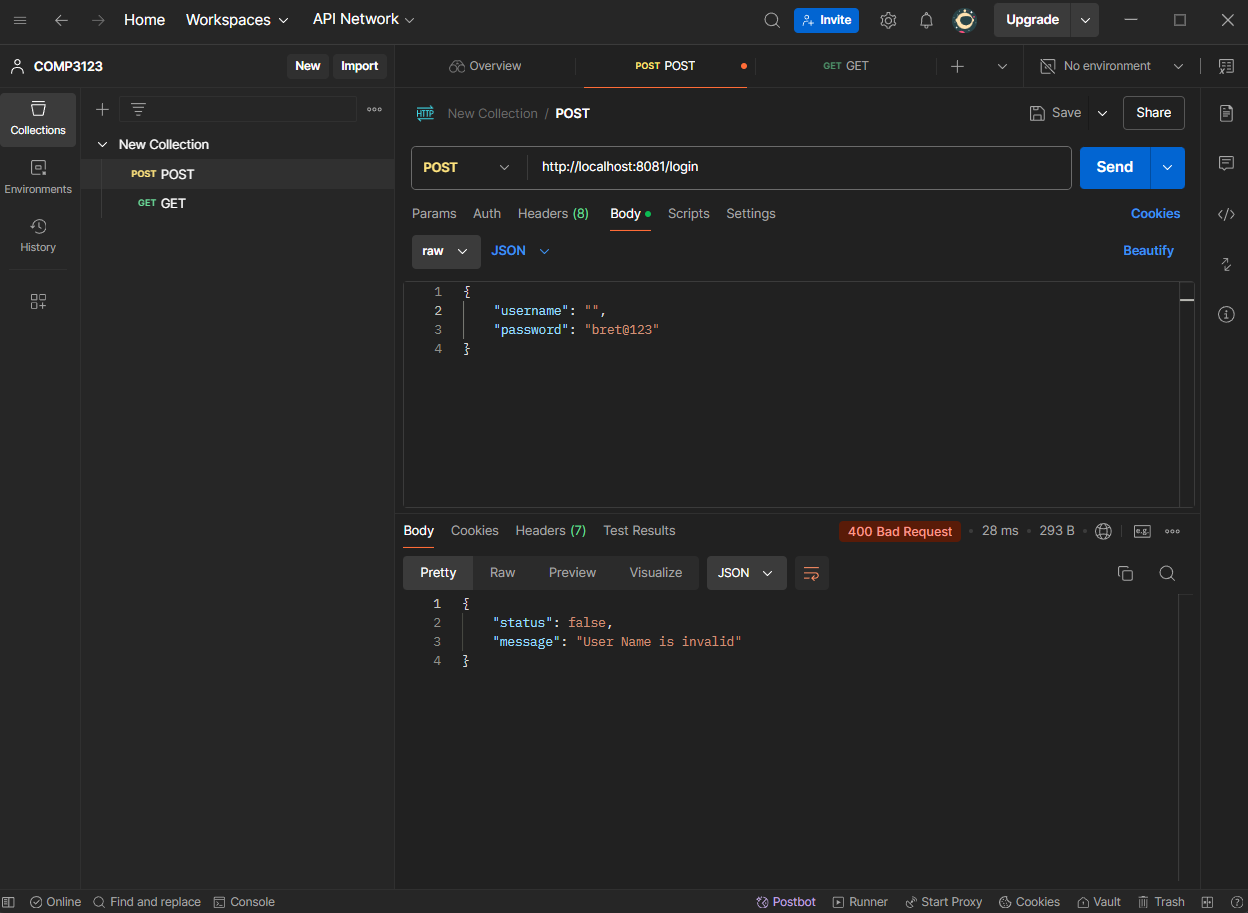 Home Workspaces API Network Invite Upgrade
COMP3123 New Import Overview POST POST GET GET No environment
Collections
Environments
History
New Collection
POST POST
GET GET
New Collection / POST Save Share
POST http://localhost:8081/login Send
Params Auth Headers (8) Body Scripts Settings Cookies
raw JSON Beautify
1 {
2 "username": "",
3 "password": "bret@123"
4 }
Body Cookies Headers (7) Test Results 400 Bad Request 28 ms 293 B e.g.
Pretty Raw Preview Visualize JSON
1 {
2 "status": false,
3 "message": "User Name is invalid"
4 }
Online Find and replace Console Postbot Runner Start Proxy Cookies Vault Trash